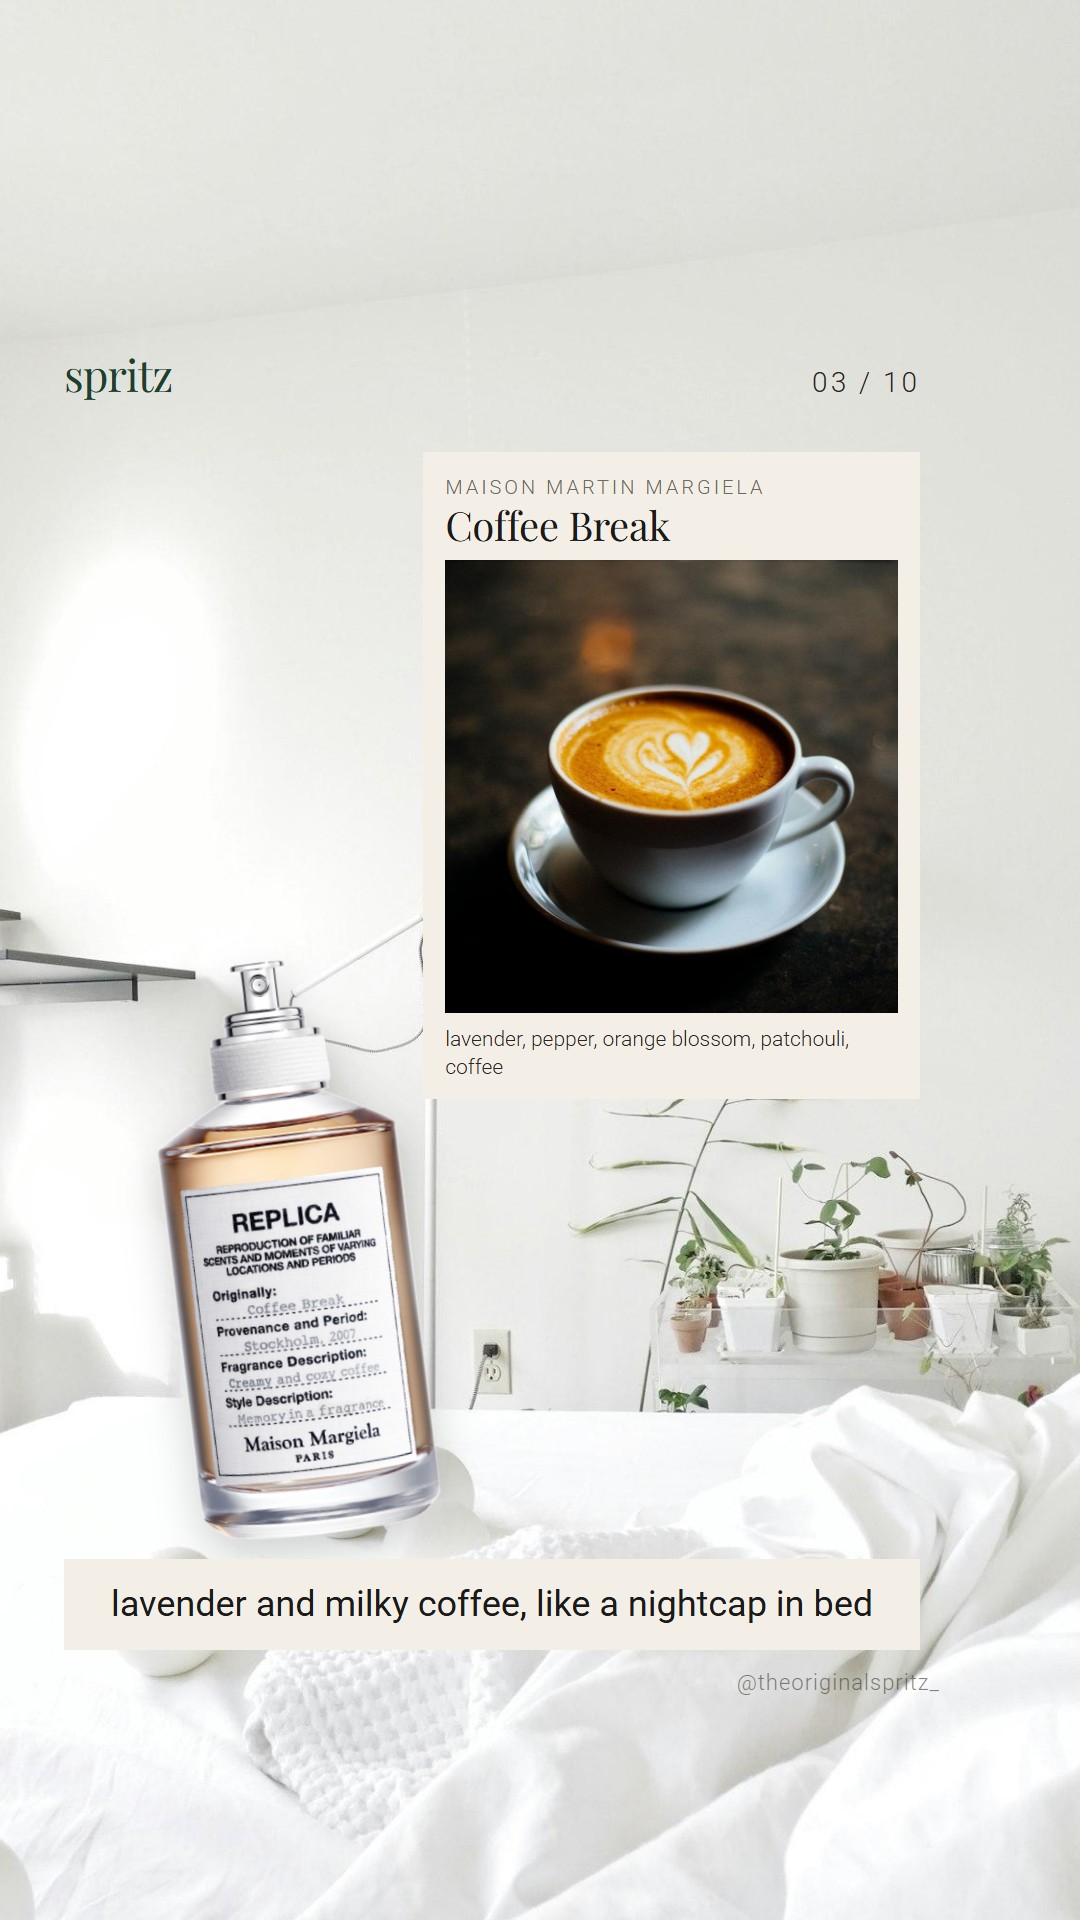 spritz
03 / 10
MAISON MARTIN MARGIELA
Coffee Break
lavender, pepper, orange blossom, patchouli,
coffee
REPLICA
REPRODUCTION OF FAMILIAR
SCENTS AND MOMENTS OF VARYING
LOCATIONS AND PERIODS
Originally:
Coffee Break
Provenance and Period:
Stockholm, 2007
Fragrance Description:
Creamy and cozy coffee
Style Description:
Memory in a fragrance
Maison Margiela
PARIS
lavender and milky coffee, like a nightcap in bed
@theoriginalspritz_